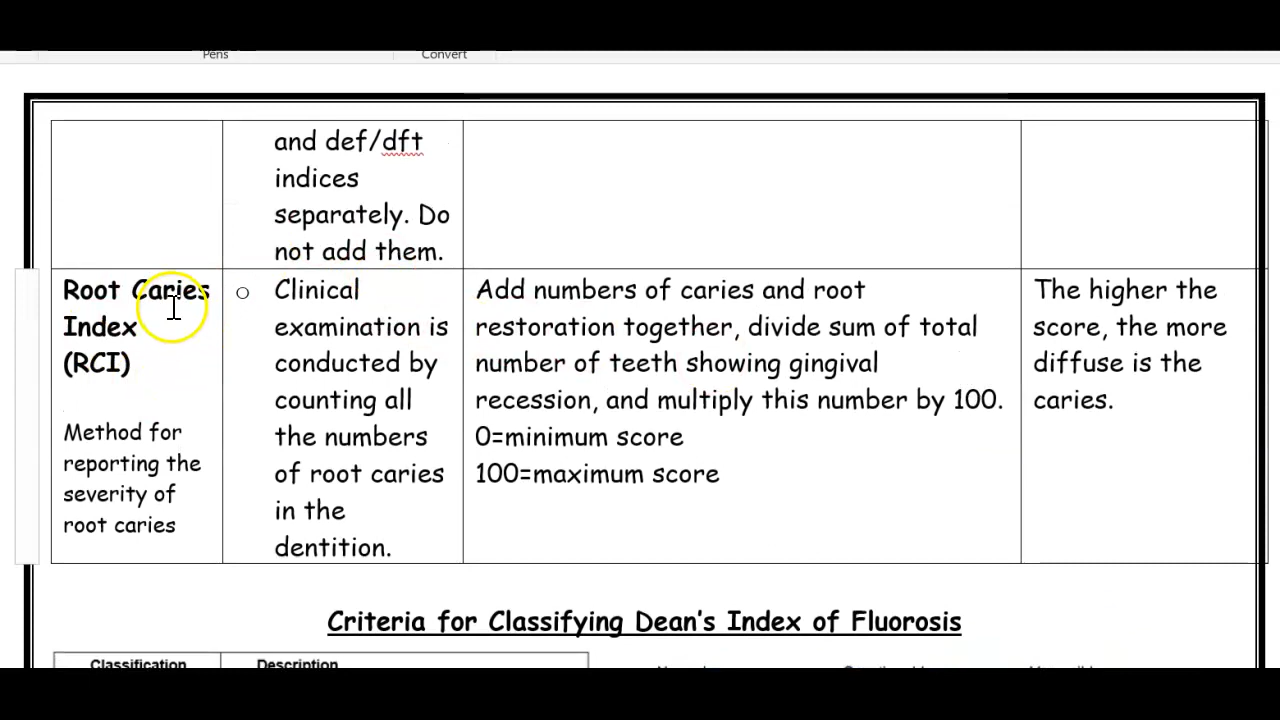 Pens
Convert
and def/dft
indices
separately. Do
not add them.
Root Caries
Index
(RCI)
Method for
reporting the
severity of
root caries
○ Clinical
examination is
conducted by
counting all
the numbers
of root caries
in the
dentition.
Add numbers of caries and root
restoration together, divide sum of total
number of teeth showing gingival
recession, and multiply this number by 100.
0=minimum score
100=maximum score
The higher the
score, the more
diffuse is the
caries.
Criteria for Classifying Dean's Index of Fluorosis
Classification
Description